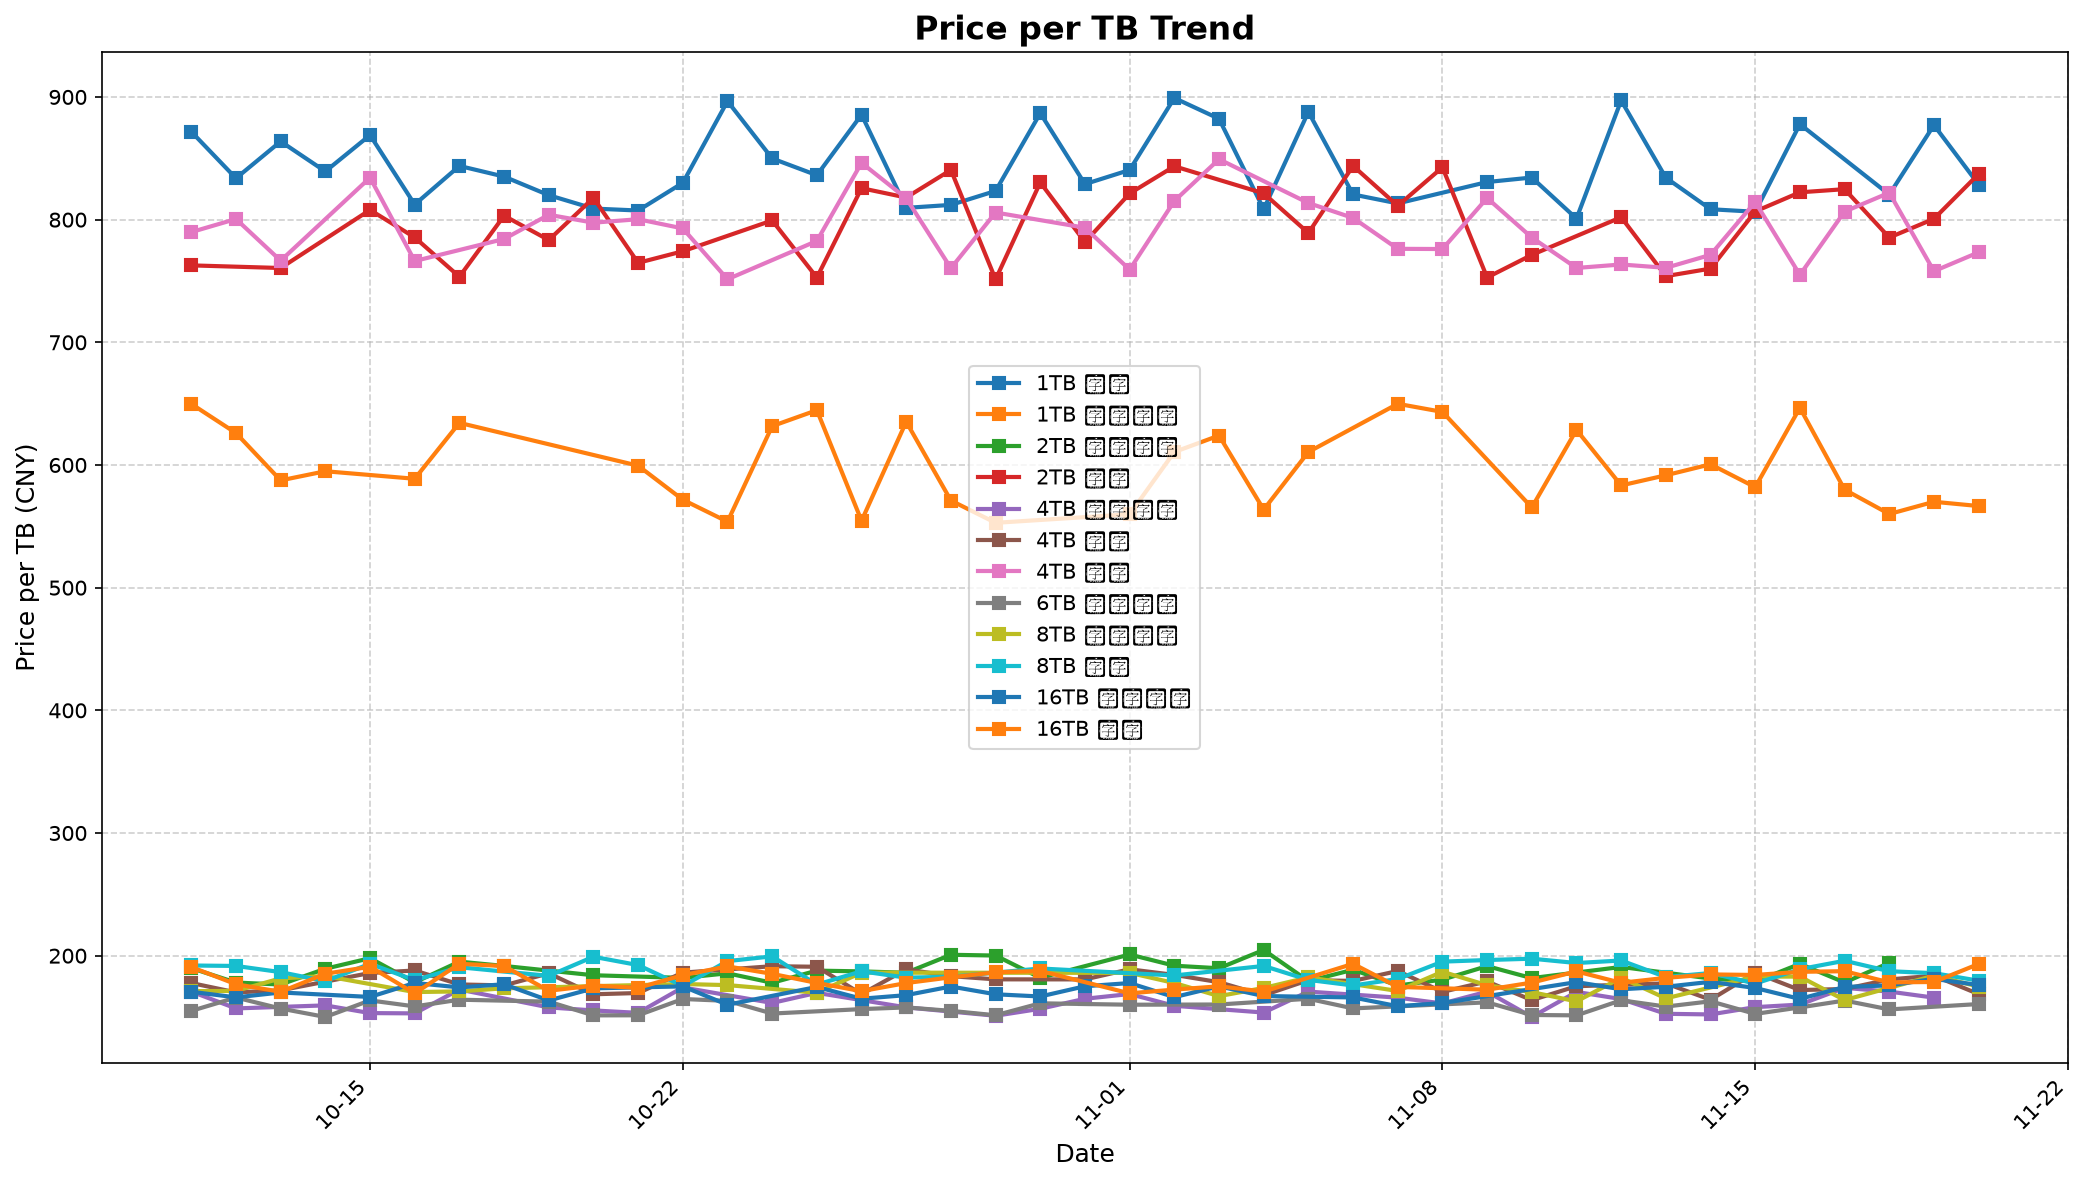 Price per TB Trend
Price per TB (CNY)
900
800
700
600
500
400
300
200
1TB
1TB
2TB
2TB
4TB
4TB
4TB
6TB
8TB
8TB
16TB
16TB
10-15
10-22
11-01
11-08
11-15
11-22
Date